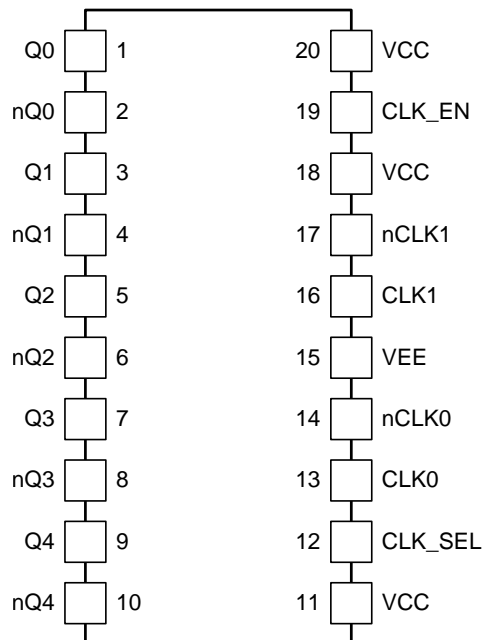 Q0 1 20 VCC
nQ0 2 19 CLK_EN
Q1 3 18 VCC
nQ1 4 17 nCLK1
Q2 5 16 CLK1
nQ2 6 15 VEE
Q3 7 14 nCLK0
nQ3 8 13 CLK0
Q4 9 12 CLK_SEL
nQ4 10 11 VCC